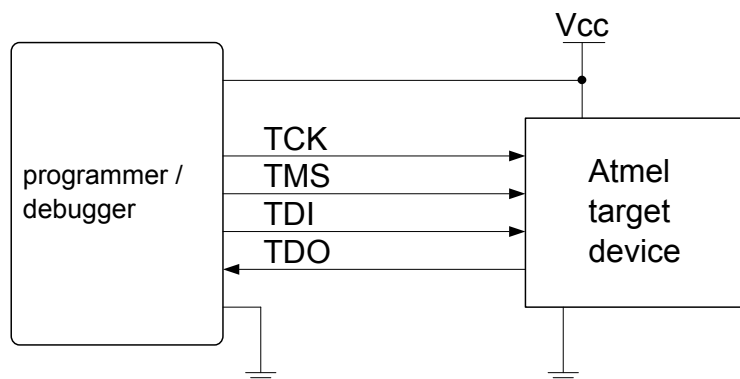 Vcc
TCK
TMS
TDI
TDO
programmer /
debugger
Atmel
target
device